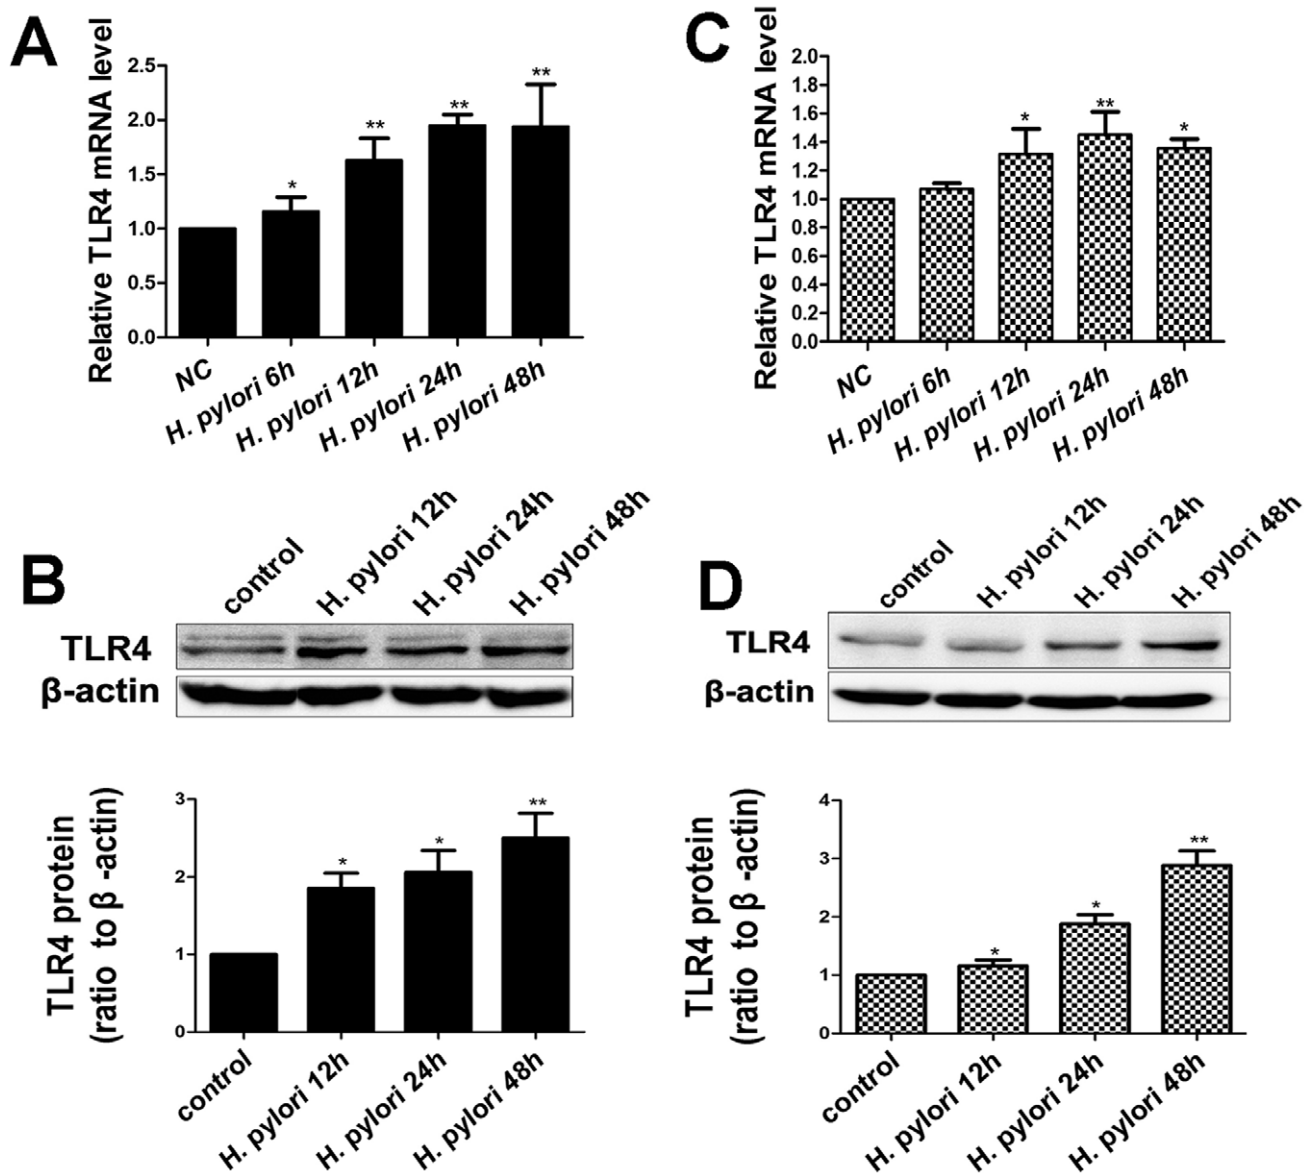 A
Relative TLR4 mRNA level
2.5
2.0
1.5
1.0
0.5
0.0
*
**
**
**
NC
H. pylori 6h
H. pylori 12h
H. pylori 24h
H. pylori 48h
C
Relative TLR4 mRNA level
2.0
1.8
1.6
1.4
1.2
1.0
0.8
0.6
0.4
0.2
0.0
*
**
*
NC
H. pylori 6h
H. pylori 12h
H. pylori 24h
H. pylori 48h
B
control
H. pylori 12h
H. pylori 24h
H. pylori 48h
TLR4
β-actin
TLR4 protein
(ratio to β -actin)
3
2
1
0
*
*
**
control
H. pylori 12h
H. pylori 24h
H. pylori 48h
D
control
H. pylori 12h
H. pylori 24h
H. pylori 48h
TLR4
β-actin
TLR4 protein
(ratio to β -actin)
4
3
2
1
0
*
*
**
control
H. pylori 12h
H. pylori 24h
H. pylori 48h